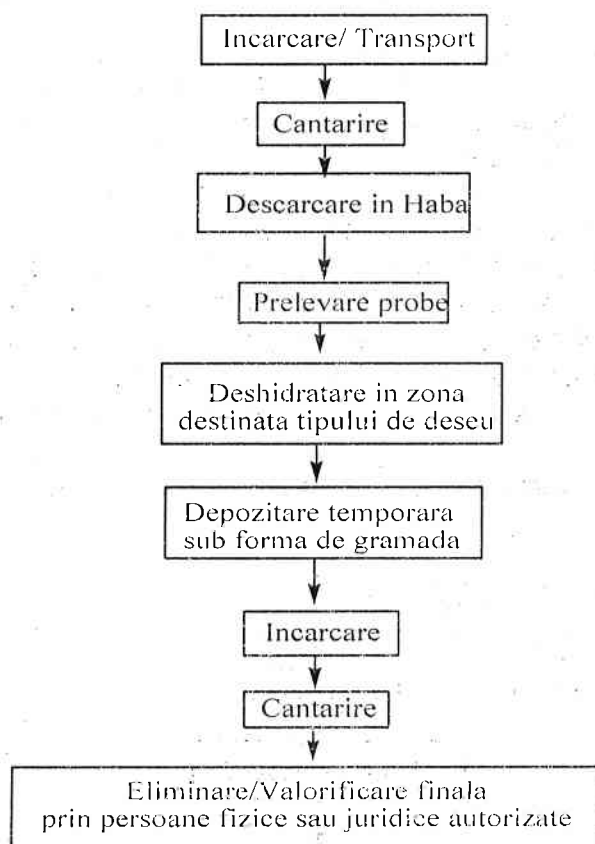 Incarcare/ Transport
Cantarire
Descarcare in Haba
Prelevare probe
Deshidratare in zona
destinata tipului de deseu
Depozitare temporara
sub forma de gramada
Incarcare
Cantarire
Eliminare/Valorificare finala
prin persoane fizice sau juridice autorizate